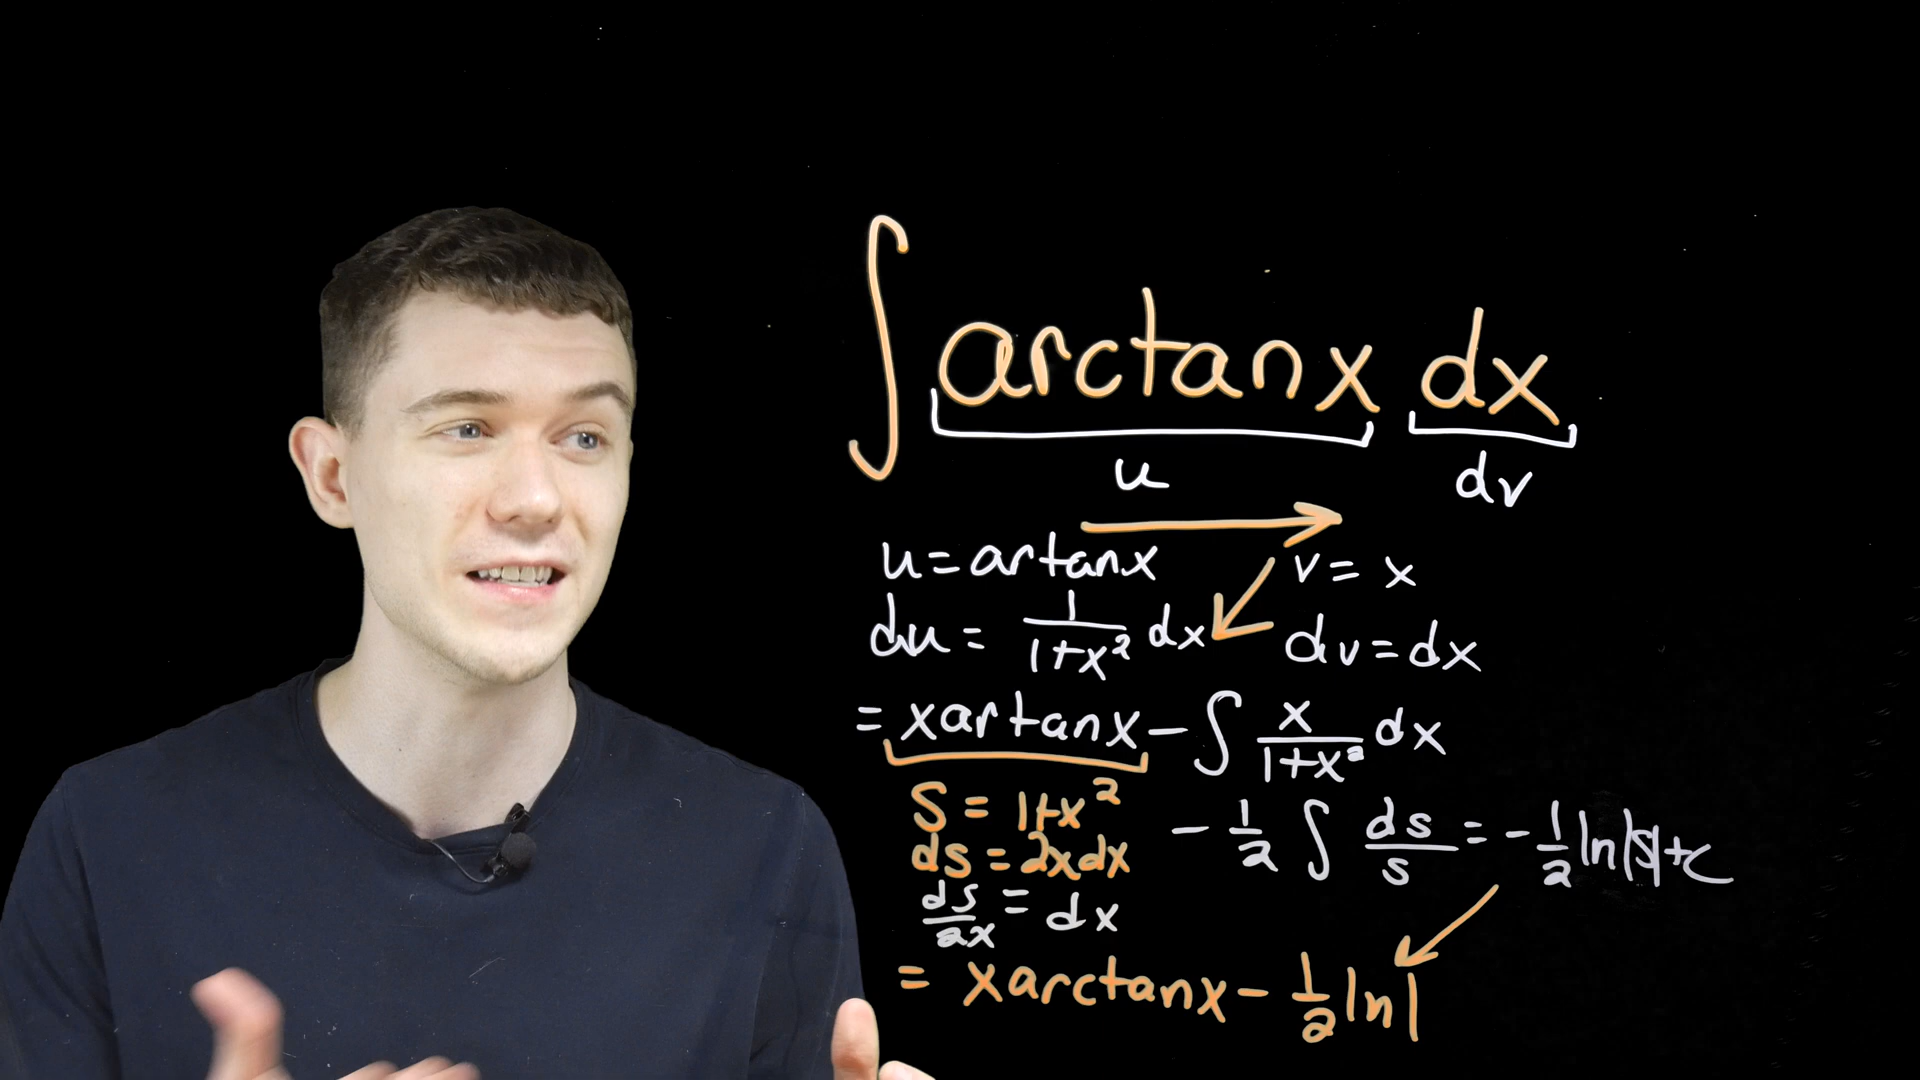 ∫ arctanx dx
u dv
u = artanx v = x
du = 1/(1+x²) dx dv = dx
= xartanx − ∫ x/(1+x²) dx
S = 1+x²
ds = 2xdx
ds/2x = dx
− 1/2 ∫ ds/s = − 1/2 ln|s| + c
= xarctanx − 1/2 ln|